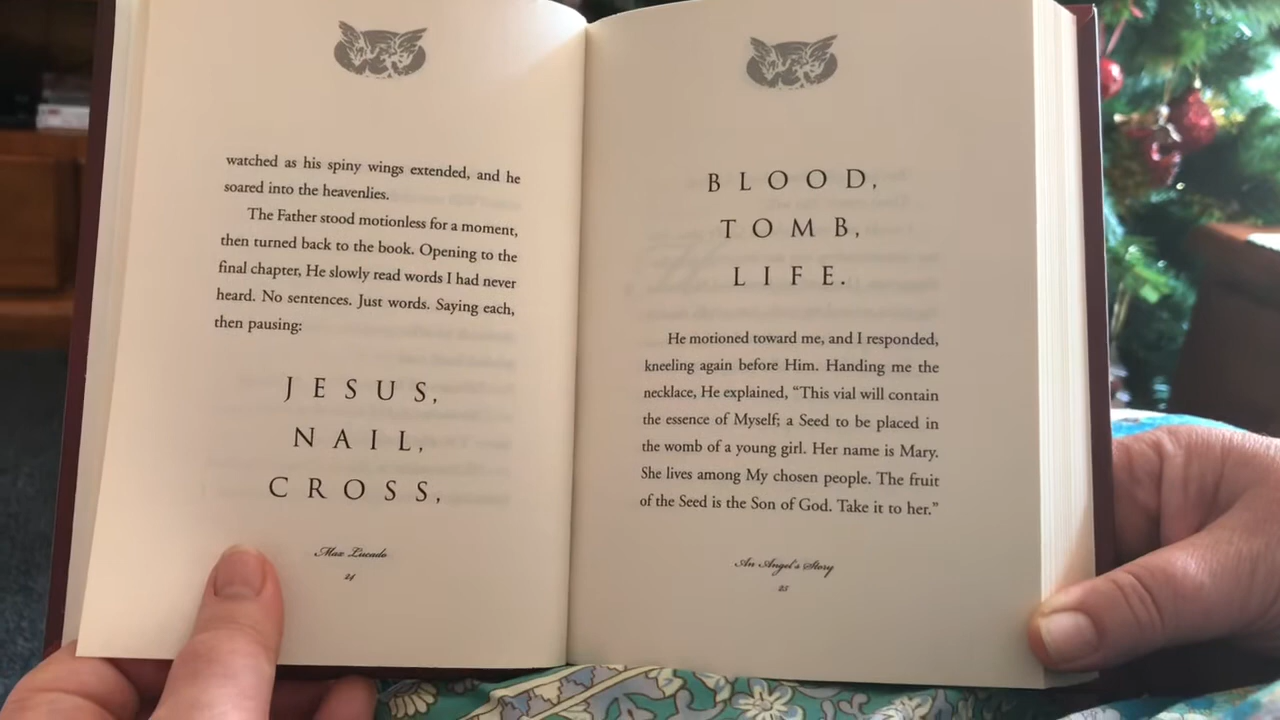 watched as his spiny wings extended, and he
soared into the heavenlies.
The Father stood motionless for a moment,
then turned back to the book. Opening to the
final chapter, He slowly read words I had never
heard. No sentences. Just words. Saying each,
then pausing:
JESUS,
NAIL,
CROSS,
Max Lucado
24
BLOOD,
TOMB,
LIFE.
He motioned toward me, and I responded,
kneeling again before Him. Handing me the
necklace, He explained, “This vial will contain
the essence of Myself; a Seed to be placed in
the womb of a young girl. Her name is Mary.
She lives among My chosen people. The fruit
of the Seed is the Son of God. Take it to her.”
An Angel's Story
25